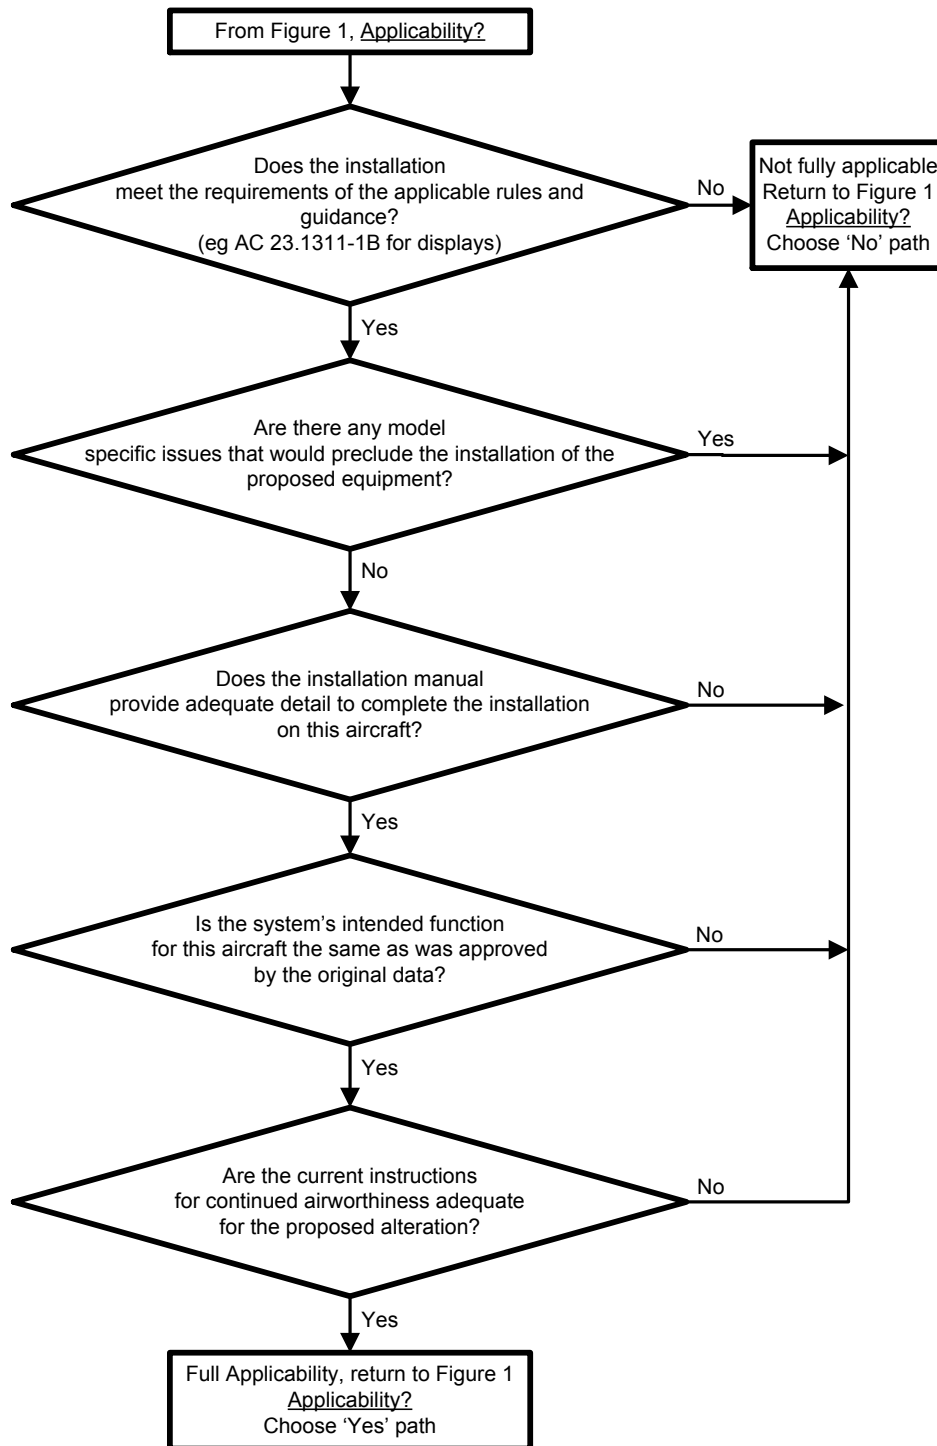 From Figure 1, Applicability?
Does the installation
meet the requirements of the applicable rules and
guidance?
(eg AC 23.1311-1B for displays)
No
Not fully applicable
Return to Figure 1
Applicability?
Choose ‘No’ path
Yes
Are there any model
specific issues that would preclude the installation of the
proposed equipment?
Yes
No
Does the installation manual
provide adequate detail to complete the installation
on this aircraft?
No
Yes
Is the system’s intended function
for this aircraft the same as was approved
by the original data?
No
Yes
Are the current instructions
for continued airworthiness adequate
for the proposed alteration?
No
Yes
Full Applicability, return to Figure 1
Applicability?
Choose ‘Yes’ path